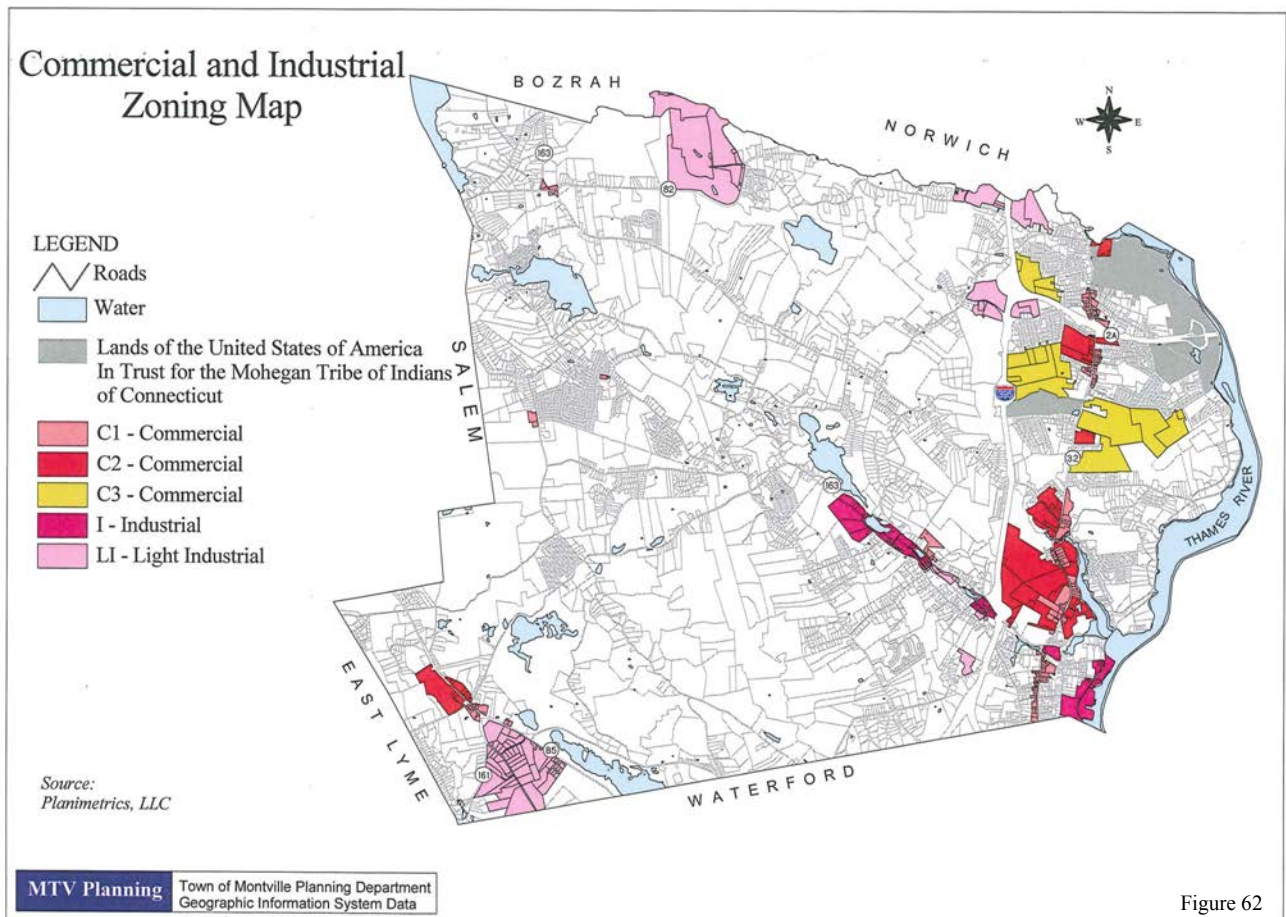 Commercial and Industrial
Zoning Map
BOZRAH
NORWICH
N
W E
S
163
82
LEGEND
Roads
Water
Lands of the United States of America
In Trust for the Mohegan Tribe of Indians
of Connecticut
C1 - Commercial
C2 - Commercial
C3 - Commercial
I - Industrial
LI - Light Industrial
SALEM
2A
395
32
163
THAMES RIVER
EAST LYME
85
161
WATERFORD
Source:
Planimetrics, LLC
MTV Planning
Town of Montville Planning Department
Geographic Information System Data
Figure 62